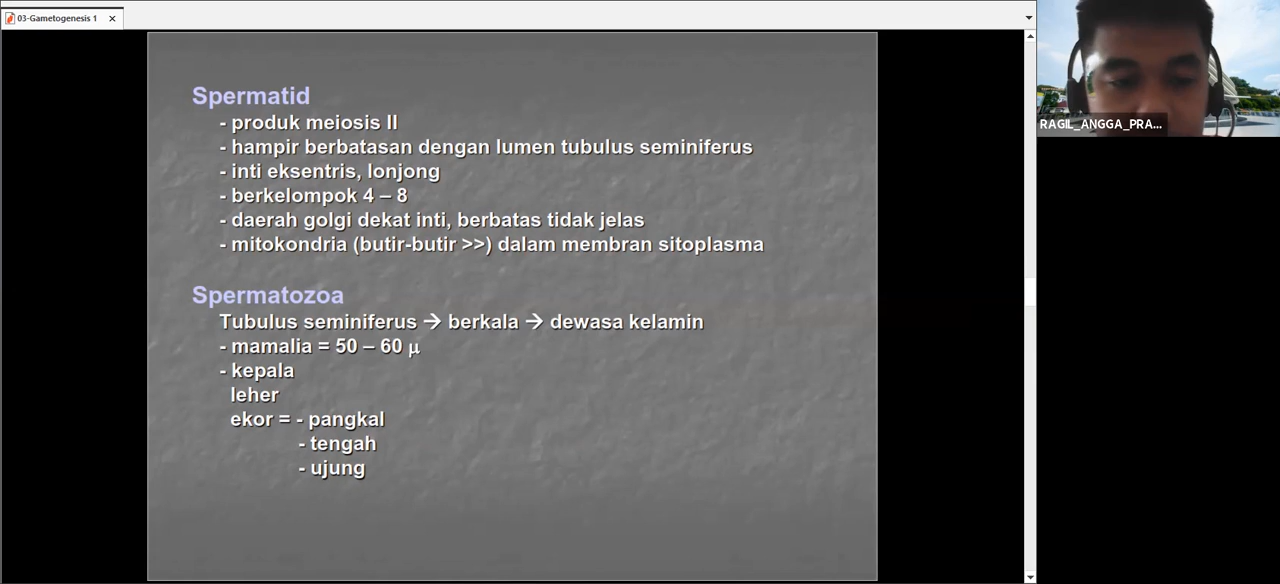 03-Gametogenesis 1
Spermatid
- produk meiosis II
- hampir berbatasan dengan lumen tubulus seminiferus
- inti eksentris, lonjong
- berkelompok 4 – 8
- daerah golgi dekat inti, berbatas tidak jelas
- mitokondria (butir-butir >>) dalam membran sitoplasma
Spermatozoa
Tubulus seminiferus → berkala → dewasa kelamin
- mamalia = 50 – 60 μ
- kepala
leher
ekor = - pangkal
- tengah
- ujung
RAGIL_ANGGA_PRA...